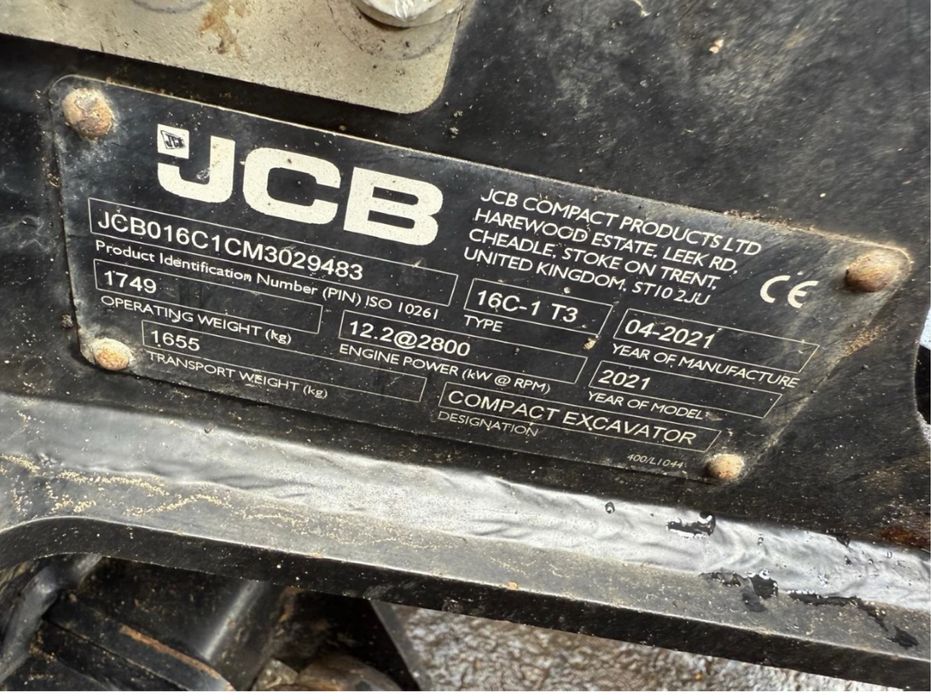 JCB
JCB
JCB COMPACT PRODUCTS LTD
HAREWOOD ESTATE, LEEK RD,
CHEADLE, STOKE ON TRENT,
UNITED KINGDOM, ST10 2JU
CE
JCB016C1CM3029483
Product Identification Number (PIN) ISO 10261
1749
OPERATING WEIGHT (kg)
16C-1 T3
TYPE
04-2021
YEAR OF MANUFACTURE
1655
TRANSPORT WEIGHT (kg)
12.2@2800
ENGINE POWER (kW @ RPM)
2021
YEAR OF MODEL
COMPACT EXCAVATOR
DESIGNATION
400/L1044